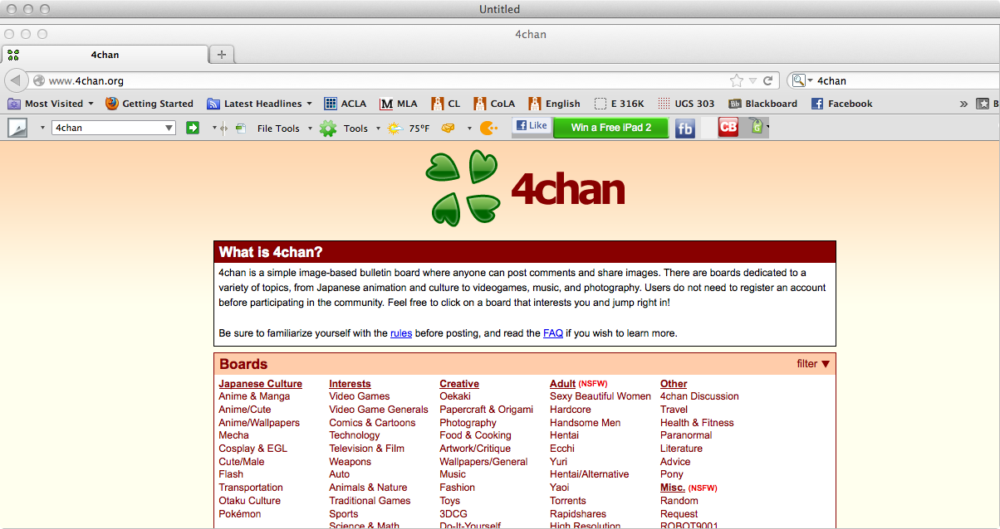 Untitled
4chan
4chan
www.4chan.org
4chan
Most Visited Getting Started Latest Headlines ACLA MLA CL CoLA English E 316K UGS 303 Bb Blackboard Facebook » B
4chan File Tools Tools 75°F Like Win a Free iPad 2 fb CB
4chan
What is 4chan?
4chan is a simple image-based bulletin board where anyone can post comments and share images. There are boards dedicated to a
variety of topics, from Japanese animation and culture to videogames, music, and photography. Users do not need to register an account
before participating in the community. Feel free to click on a board that interests you and jump right in!
Be sure to familiarize yourself with the rules before posting, and read the FAQ if you wish to learn more.
Boards
filter ▼
Japanese Culture
Anime & Manga
Anime/Cute
Anime/Wallpapers
Mecha
Cosplay & EGL
Cute/Male
Flash
Transportation
Otaku Culture
Pokémon
Interests
Video Games
Video Game Generals
Comics & Cartoons
Technology
Television & Film
Weapons
Auto
Animals & Nature
Traditional Games
Sports
Science & Math
Creative
Oekaki
Papercraft & Origami
Photography
Food & Cooking
Artwork/Critique
Wallpapers/General
Music
Fashion
Toys
3DCG
Do-It-Yourself
Adult (NSFW)
Sexy Beautiful Women
Hardcore
Handsome Men
Hentai
Ecchi
Yuri
Hentai/Alternative
Yaoi
Torrents
Rapidshares
High Resolution
Other
4chan Discussion
Travel
Health & Fitness
Paranormal
Literature
Advice
Pony
Misc. (NSFW)
Random
Request
ROBOT9001